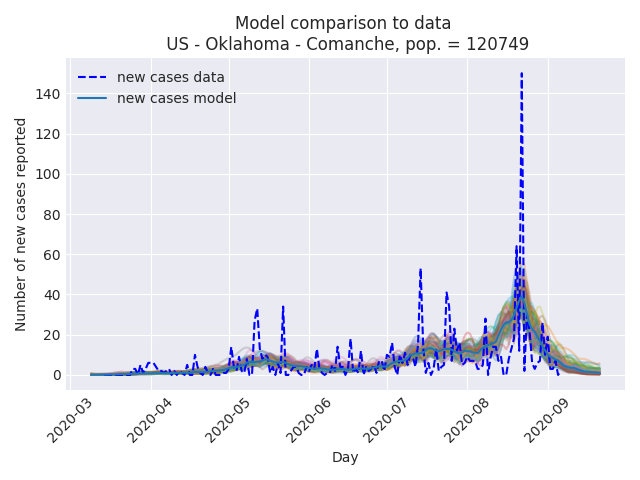 Model comparison to data
US - Oklahoma - Comanche, pop. = 120749
new cases data
new cases model
Number of new cases reported
140
120
100
80
60
40
20
0
2020-03
2020-04
2020-05
2020-06
2020-07
2020-08
2020-09
Day